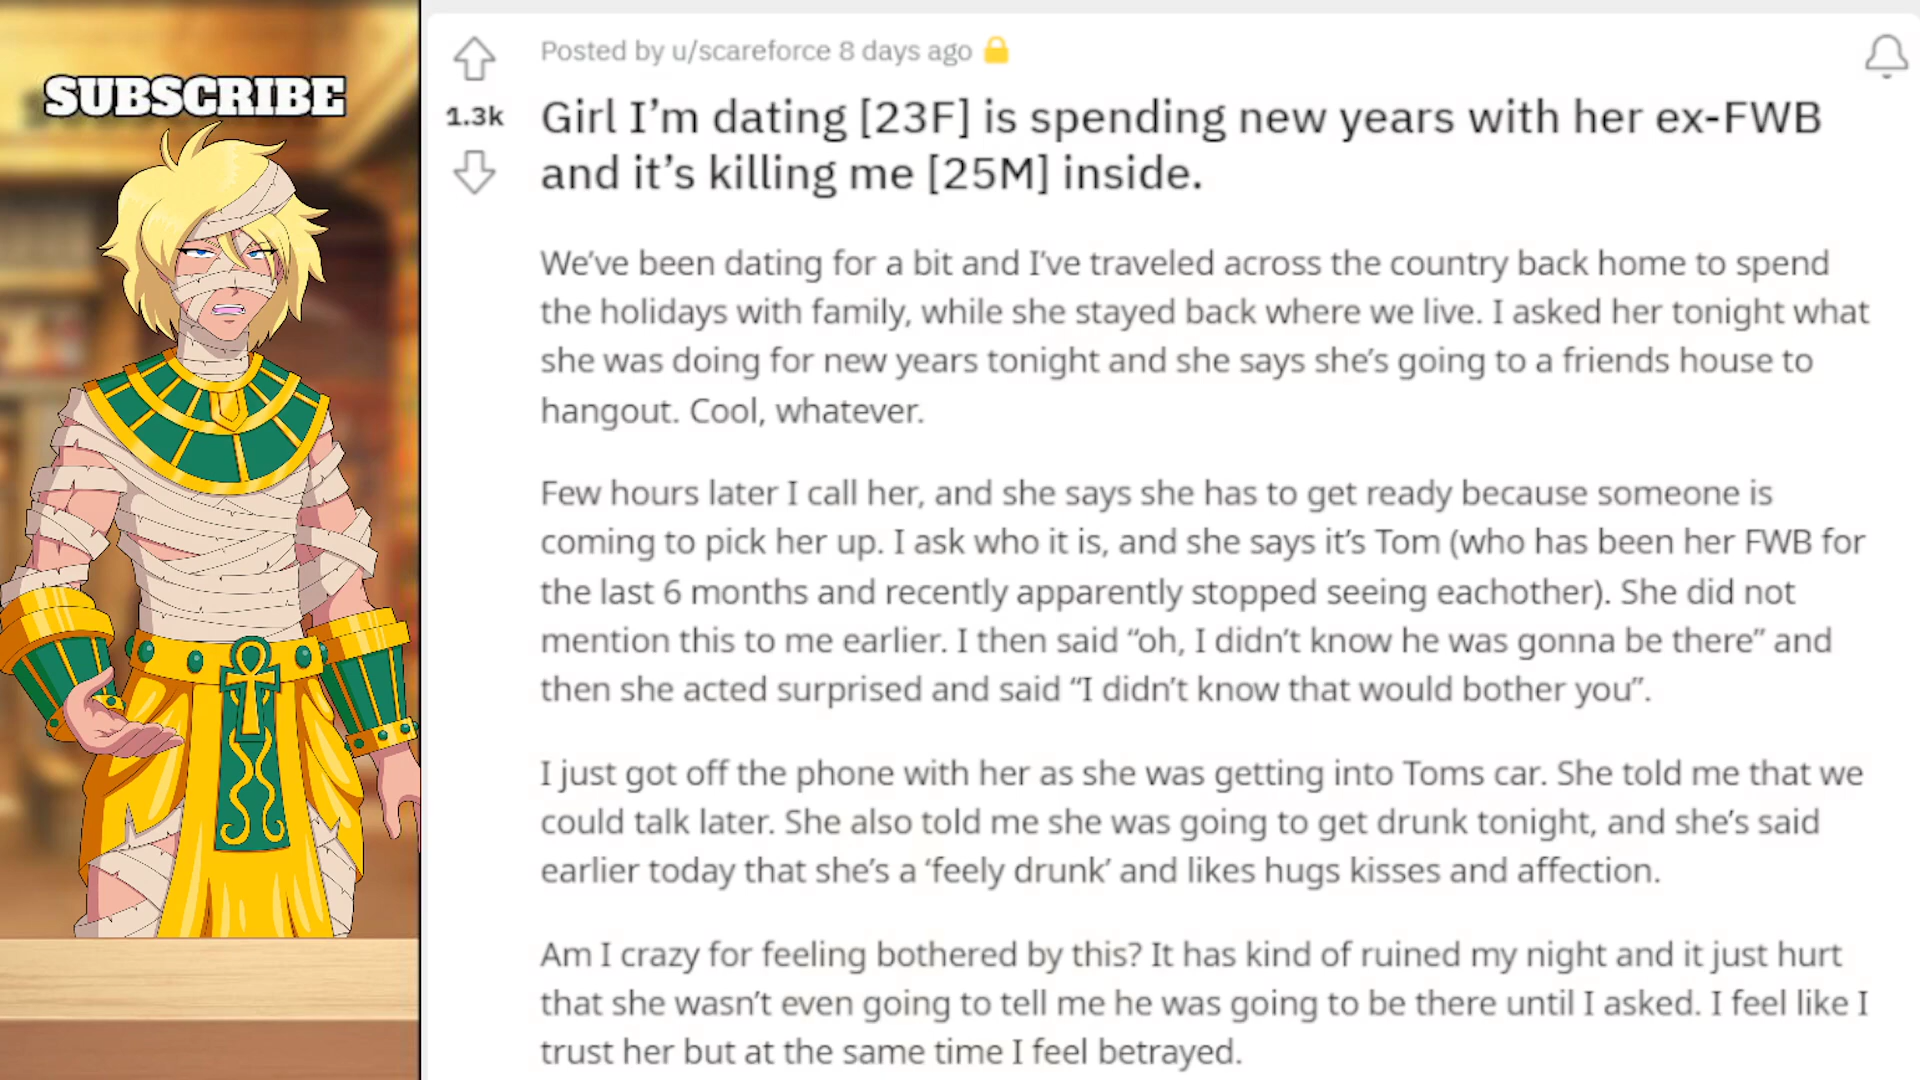 SUBSCRIBE
Posted by u/scareforce 8 days ago
1.3k
Girl I’m dating [23F] is spending new years with her ex-FWB
and it’s killing me [25M] inside.
We’ve been dating for a bit and I’ve traveled across the country back home to spend
the holidays with family, while she stayed back where we live. I asked her tonight what
she was doing for new years tonight and she says she’s going to a friends house to
hangout. Cool, whatever.
Few hours later I call her, and she says she has to get ready because someone is
coming to pick her up. I ask who it is, and she says it’s Tom (who has been her FWB for
the last 6 months and recently apparently stopped seeing eachother). She did not
mention this to me earlier. I then said “oh, I didn’t know he was gonna be there” and
then she acted surprised and said “I didn’t know that would bother you”.
I just got off the phone with her as she was getting into Toms car. She told me that we
could talk later. She also told me she was going to get drunk tonight, and she’s said
earlier today that she’s a ‘feely drunk’ and likes hugs kisses and affection.
Am I crazy for feeling bothered by this? It has kind of ruined my night and it just hurt
that she wasn’t even going to tell me he was going to be there until I asked. I feel like I
trust her but at the same time I feel betrayed.